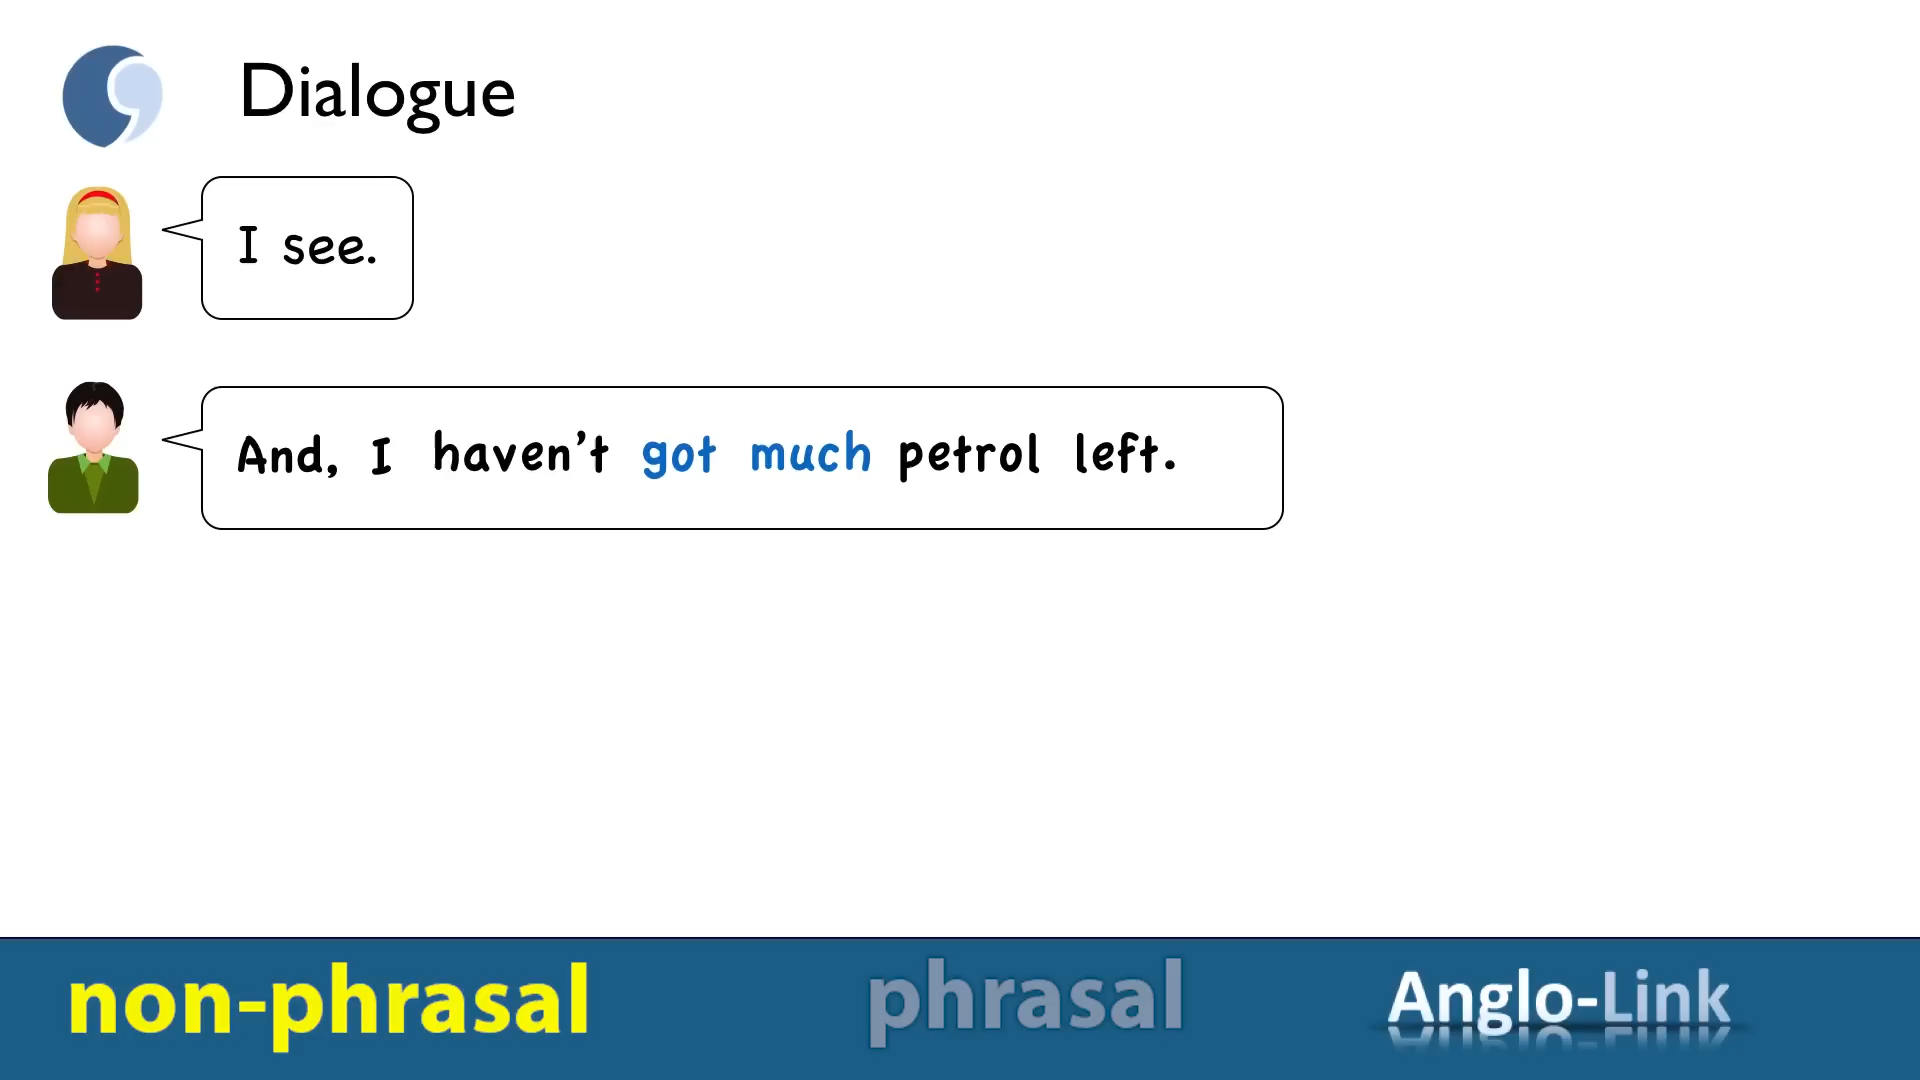 Dialogue
I see.
And, I haven't got much petrol left.
non-phrasal phrasal Anglo-Link